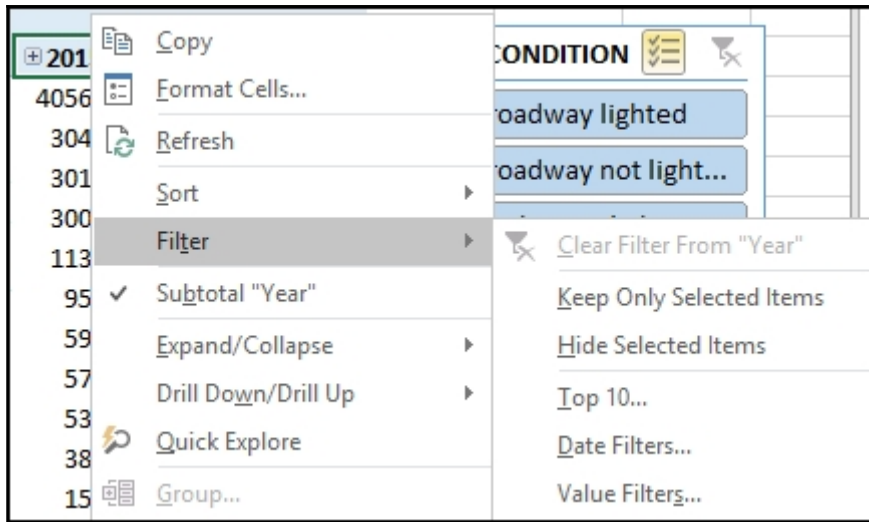 Copy
Format Cells...
Refresh
Sort
Filter
Subtotal "Year"
Expand/Collapse
Drill Down/Drill Up
Quick Explore
Group...
201
4056
304
301
300
113
95
59
57
53
38
15
CONDITION
roadway lighted
roadway not light...
Clear Filter From "Year"
Keep Only Selected Items
Hide Selected Items
Top 10...
Date Filters...
Value Filters...